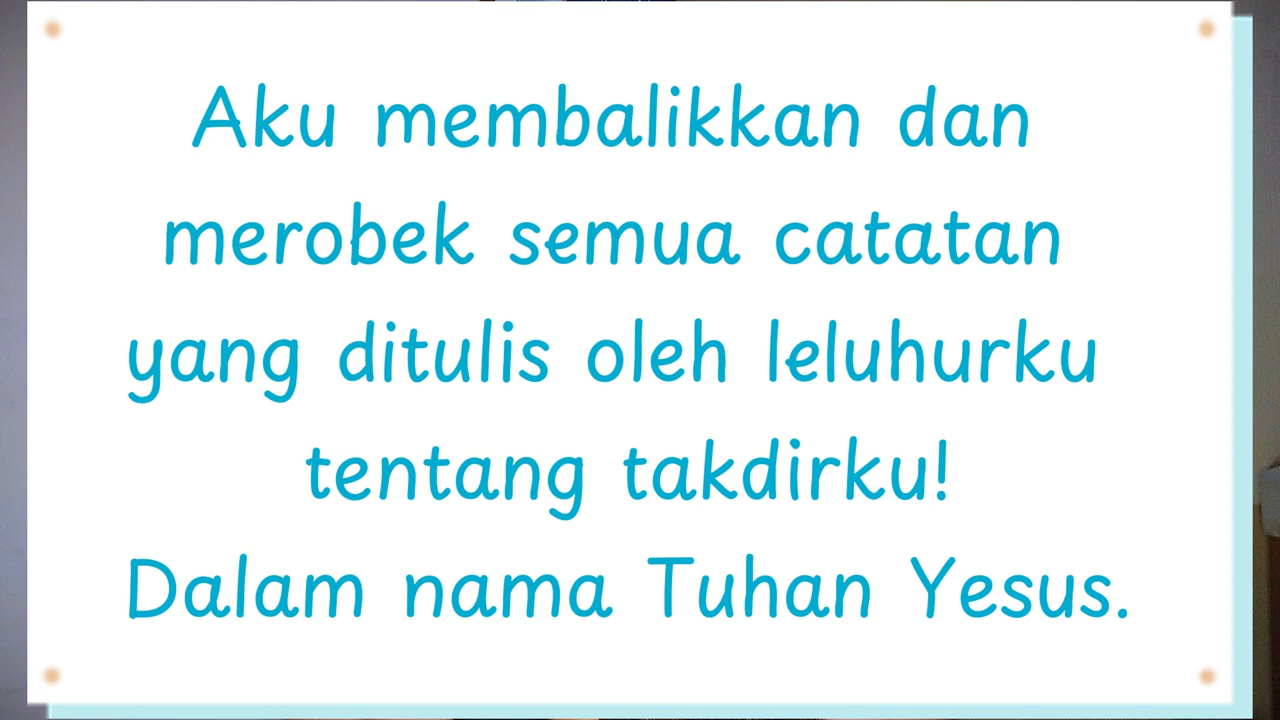 Aku membalikkan dan
merobek semua catatan
yang ditulis oleh leluhurku
tentang takdirku!
Dalam nama Tuhan Yesus.